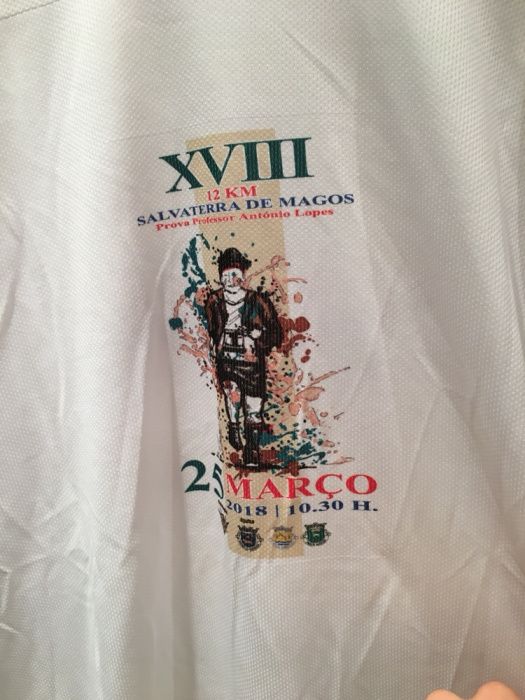 XVIII
12 KM
SALVATERRA DE MAGOS
Prova Professor António Lopes
25 MARÇO
2018 | 10.30 H.